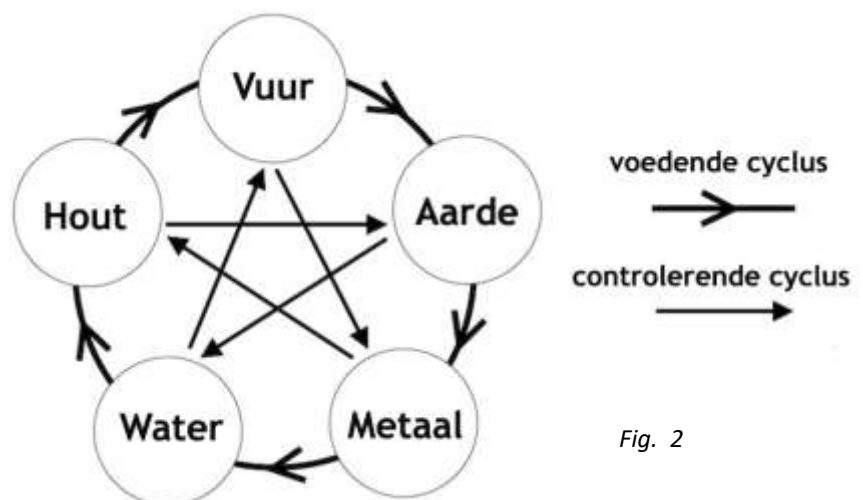 Vuur
Hout
Aarde
Water
Metaal
voedende cyclus
controlerende cyclus
Fig. 2